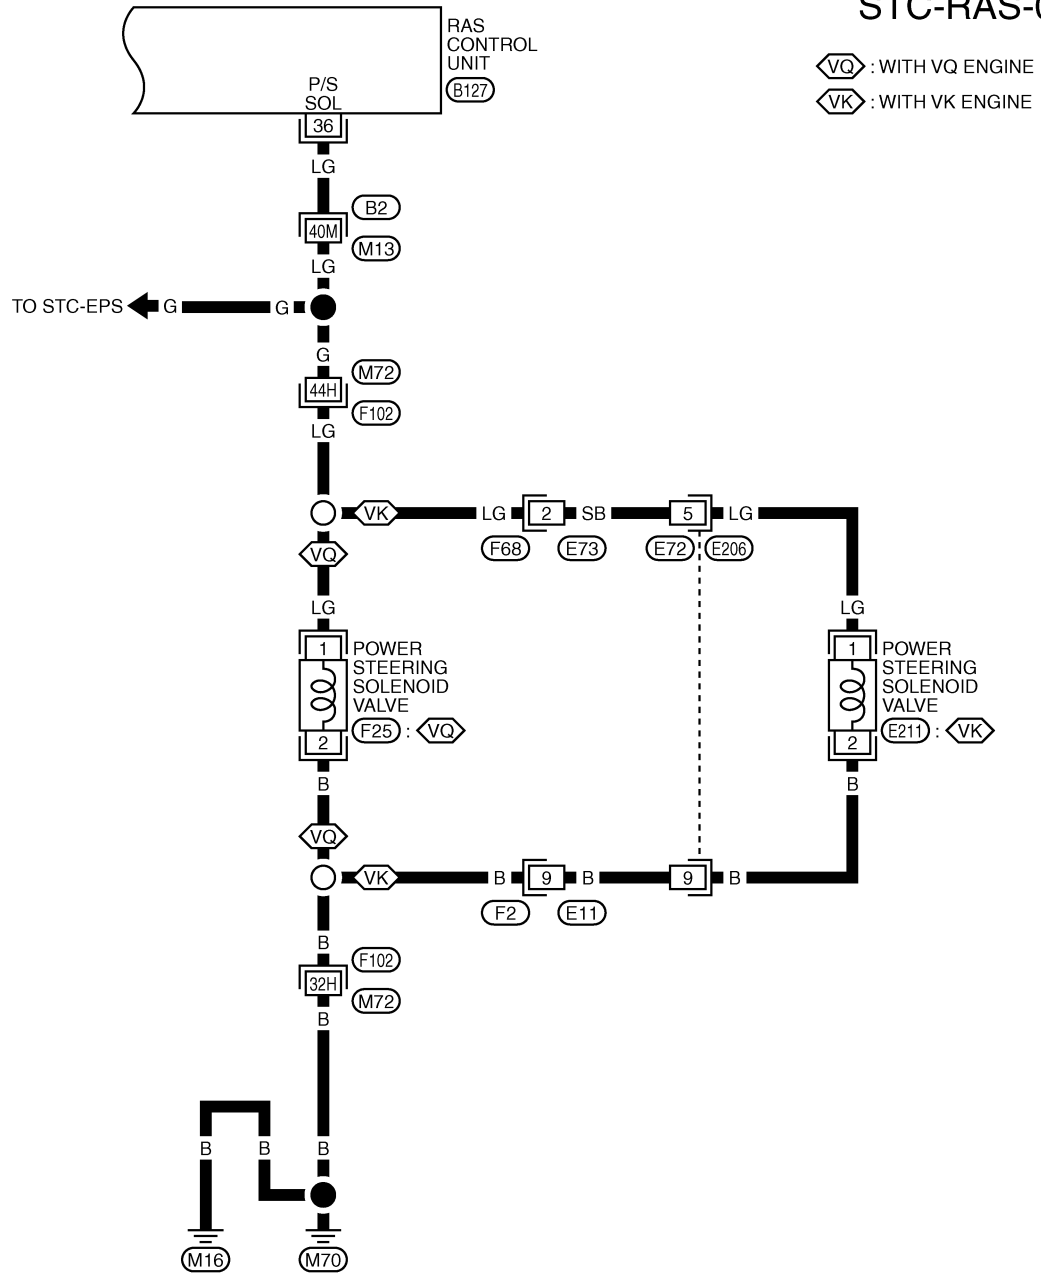 STC-RAS-
RAS
CONTROL
UNIT
B127
P/S
SOL
36
VQ : WITH VQ ENGINE
VK : WITH VK ENGINE
LG
B2
40M
M13
LG
TO STC-EPS G G
G
M72
44H
F102
LG
VK LG 2 SB 5 LG
F68 E73 E72 E206
VQ
LG
1
POWER
STEERING
SOLENOID
VALVE
F25 : VQ
2
B
LG
1
POWER
STEERING
SOLENOID
VALVE
E211 : VK
2
B
VQ
VK B 9 B 9 B
F2 E11
B
F102
32H
M72
B
B B B
M16 M70